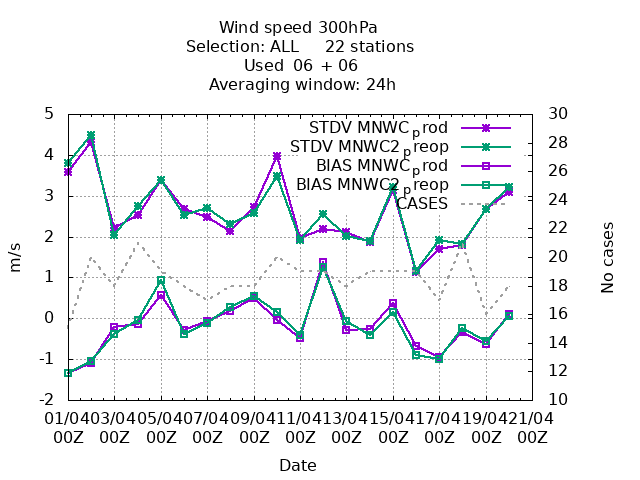 Wind speed 300hPa
Selection: ALL 22 stations
Used 06 + 06
Averaging window: 24h
5
4
3
2
1
0
-1
-2
m/s
30
28
26
24
22
20
18
16
14
12
10
No cases
STDV MNWC_prod
STDV MNWC2_preop
BIAS MNWC_prod
BIAS MNWC2_preop
CASES
01/04 03/04 05/04 07/04 09/04 11/04 13/04 15/04 17/04 19/04 21/04
00Z 00Z 00Z 00Z 00Z 00Z 00Z 00Z 00Z 00Z 00Z
Date